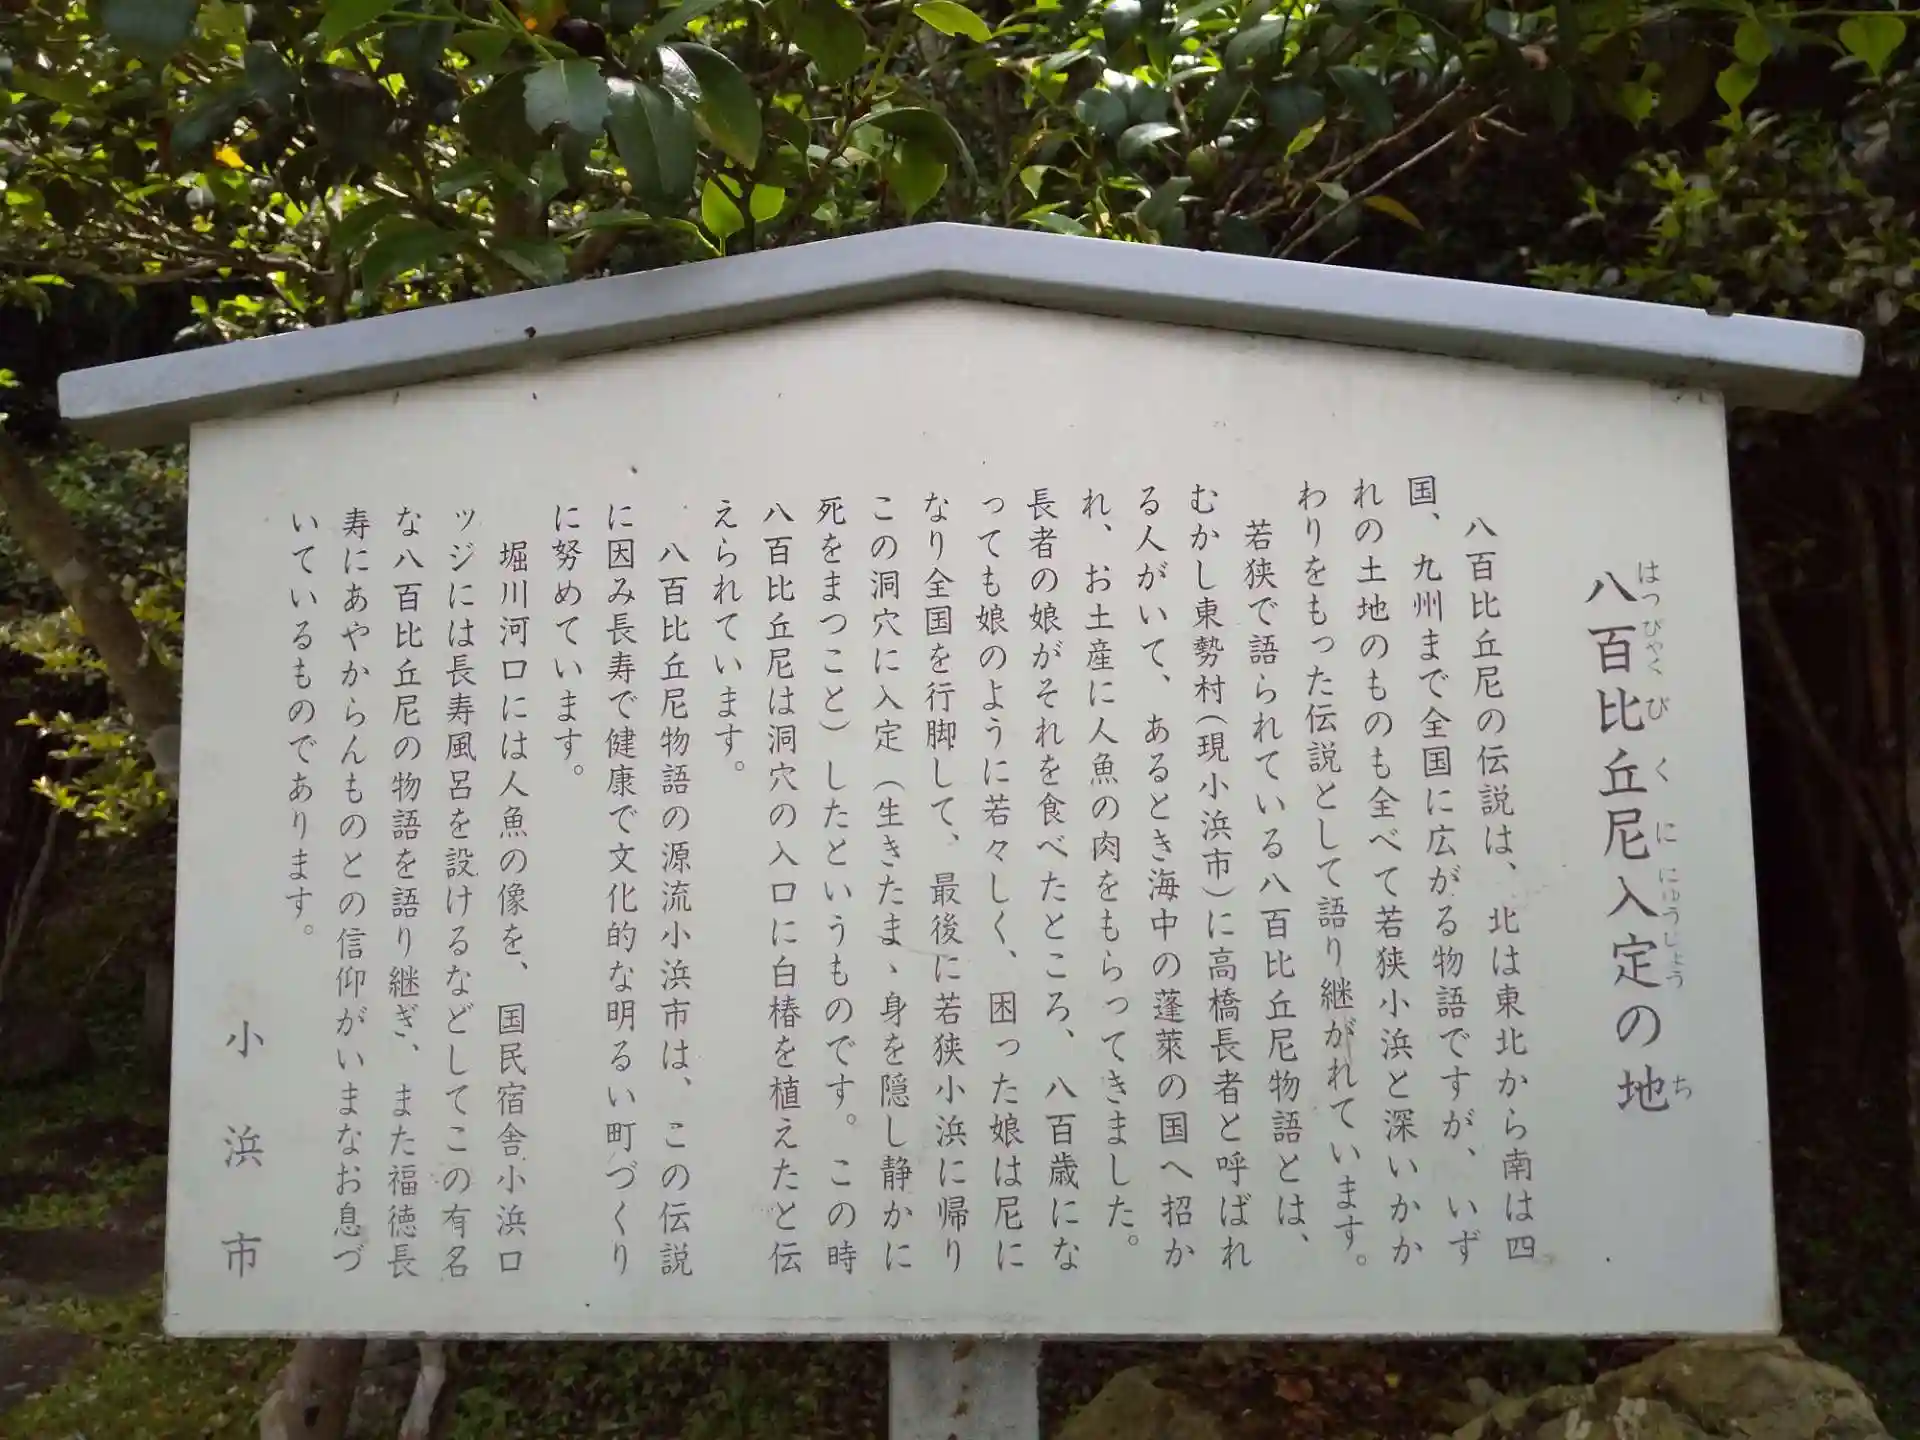 八百比丘尼入定の地
はっびゃくびくににゅうじょうち
八百比丘尼の伝説は、北は東北から南は四
国、九州まで全国に広がる物語ですが、いず
れの土地のものも全べて若狭小浜と深いかか
わりをもった伝説として語り継がれています。
若狭で語られている八百比丘尼物語とは、
むかし東勢村(現小浜市)に高橋長者と呼ばれ
る人がいて、あるとき海中の蓬萊の国へ招か
れ、お土産に人魚の肉をもらってきました。
長者の娘がそれを食べたところ、八百歳にな
っても娘のように若々しく、困った娘は尼に
なり全国を行脚して、最後に若狭小浜に帰り
この洞穴に入定(生きたまゝ身を隠し静かに
死をまつこと)したというものです。この時
八百比丘尼は洞穴の入口に白椿を植えたと伝
えられています。
八百比丘尼物語の源流小浜市は、この伝説
に因み長寿で健康で文化的な明るい町づくり
に努めています。
堀川河口には人魚の像を、国民宿舎小浜ロ
ッジには長寿風呂を設けるなどしてこの有名
な八百比丘尼の物語を語り継ぎ、また福徳長
寿にあやからんものとの信仰がいまなお息づ
いているものであります。
小浜市